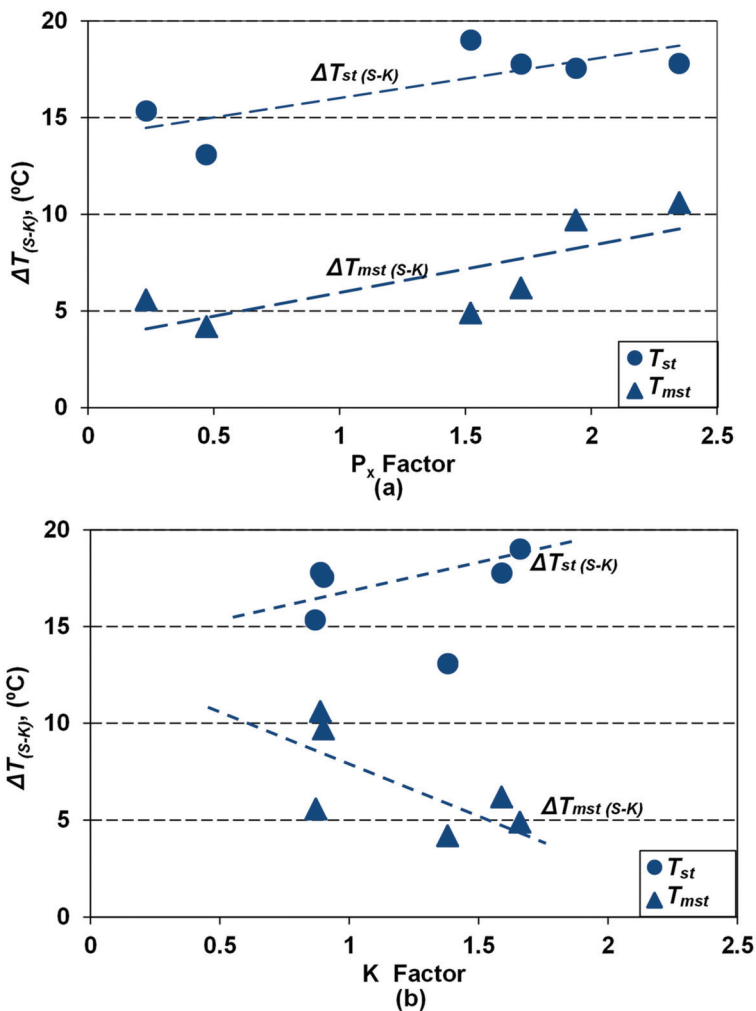 20
15
10
5
0
ΔT(S-K), (ºC)
ΔTst (S-K)
ΔTmst (S-K)
Tst
Tmst
0 0.5 1 1.5 2 2.5
Px Factor
(a)
20
15
10
5
0
ΔT(S-K), (ºC)
ΔTst (S-K)
ΔTmst (S-K)
Tst
Tmst
0 0.5 1 1.5 2 2.5
K Factor
(b)